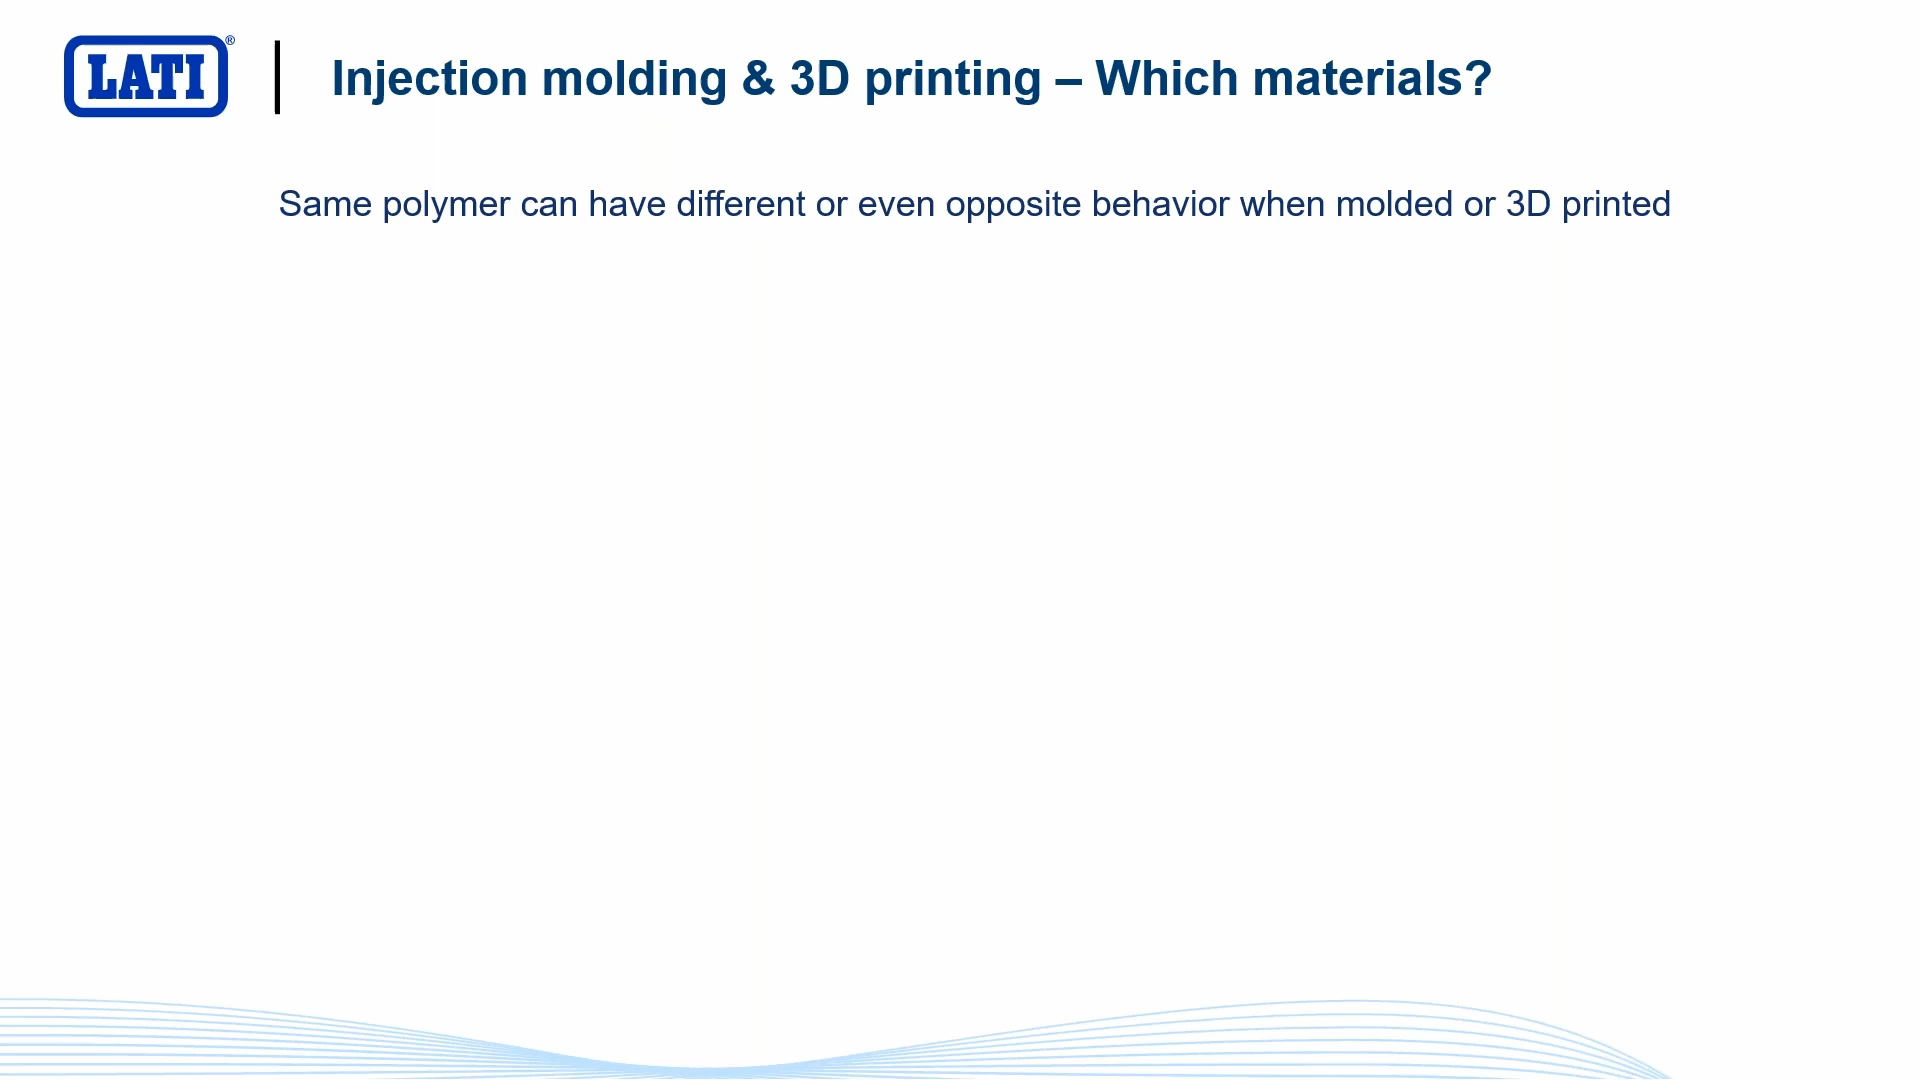 LATI ®
Injection molding & 3D printing – Which materials?
Same polymer can have different or even opposite behavior when molded or 3D printed